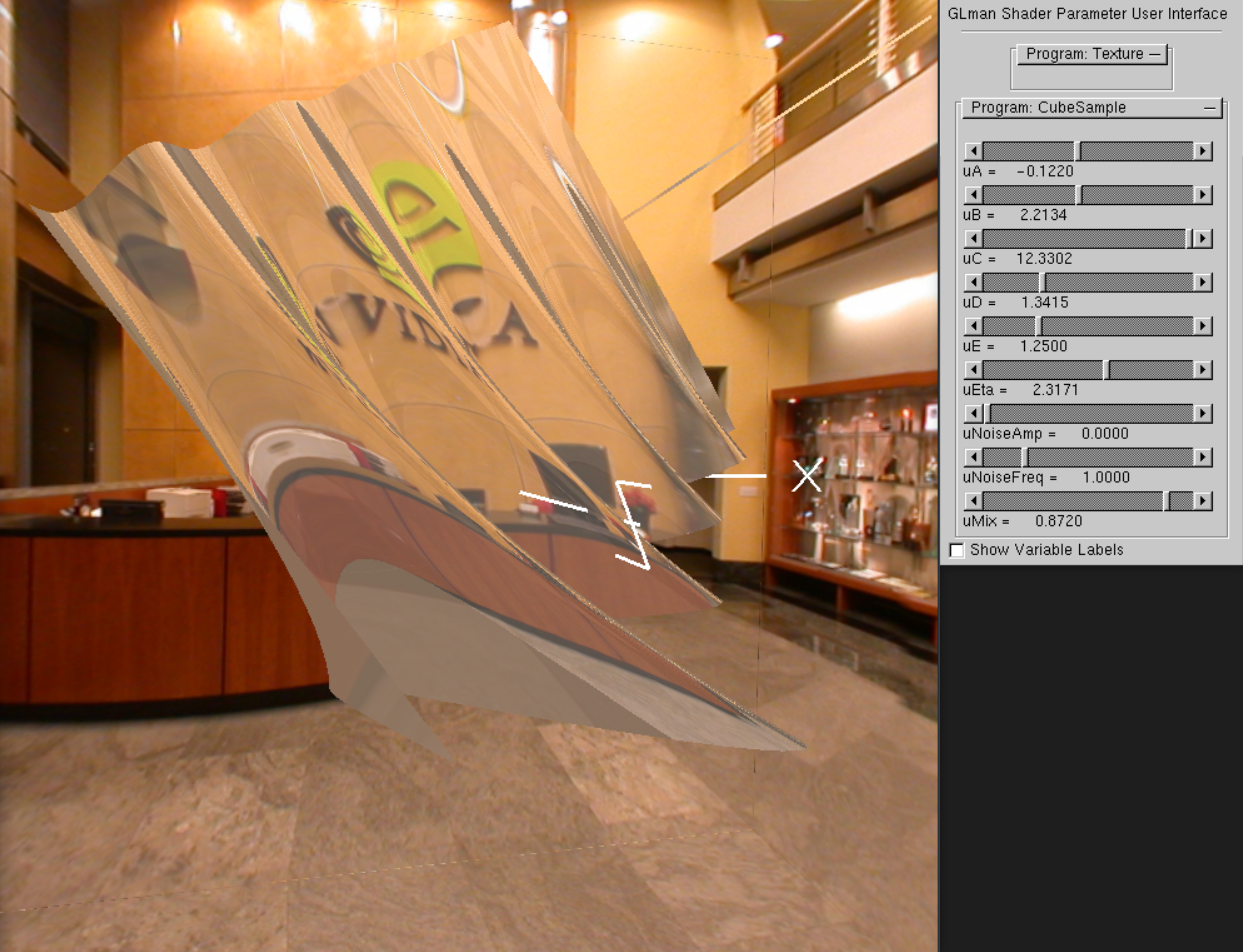 GLman Shader Parameter User Interface
Program: Texture
Program: CubeSample
uA = -0.1220
uB = 2.2134
uC = 12.3302
uD = 1.3415
uE = 1.2500
uEta = 2.3171
uNoiseAmp = 0.0000
uNoiseFreq = 1.0000
uMix = 0.8720
Show Variable Labels
X